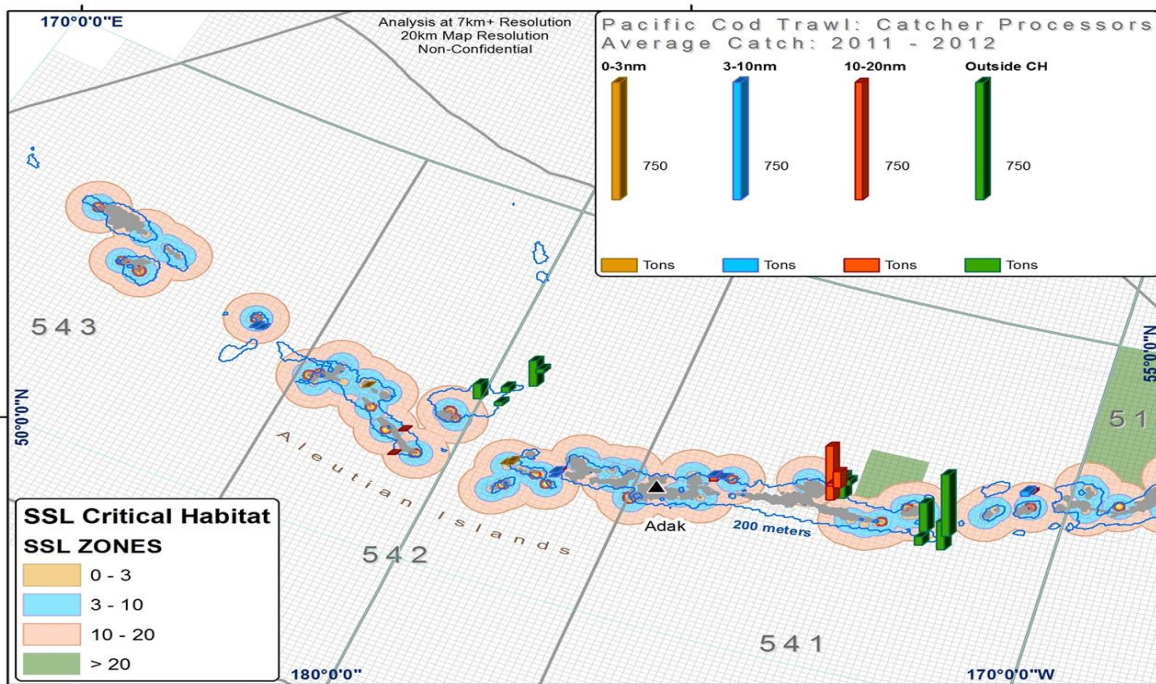 170°0'0"E
Analysis at 7km+ Resolution
20km Map Resolution
Non-Confidential
Pacific Cod Trawl: Catcher Processors
Average Catch: 2011 - 2012
0-3nm 3-10nm 10-20nm Outside CH
750 750 750 750
Tons Tons Tons Tons
543
50°0'0"N
55°0'0"N
51
Aleutian Islands
Adak
200 meters
542
541
SSL Critical Habitat
SSL ZONES
0 - 3
3 - 10
10 - 20
> 20
180°0'0"
170°0'0"W